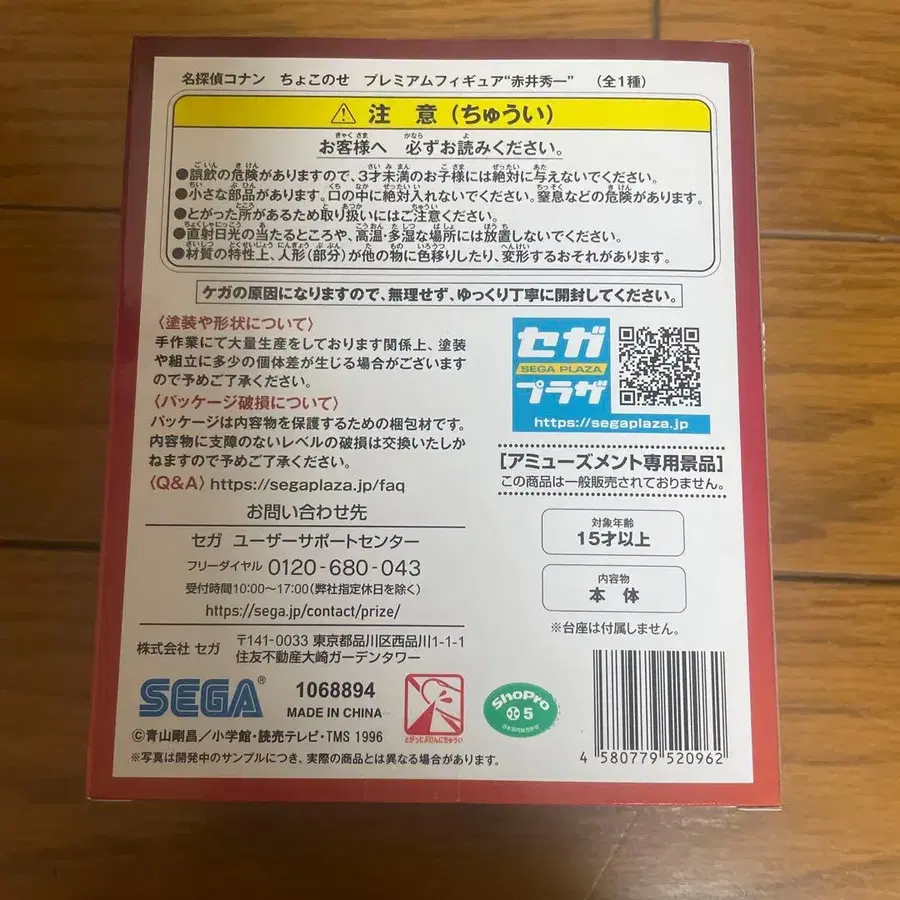 名探偵コナン ちょこのせ プレミアムフィギュア“赤井秀一” (全1種)
⚠ 注意(ちゅうい)
お客様へ 必ずお読みください。
●誤飲の危険がありますので、3才未満のお子様には絶対に与えないでください。
●小さな部品があります。口の中に絶対入れないでください。窒息などの危険があります。
●とがった所があるため取り扱いにはご注意ください。
●直射日光の当たるところや、高温・多湿な場所には放置しないでください。
●材質の特性上、人形(部分)が他の物に色移りしたり、変形するおそれがあります。
ケガの原因になりますので、無理せず、ゆっくり丁寧に開封してください。
〈塗装や形状について〉
手作業にて大量生産をしております関係上、塗装
や組立に多少の個体差が生じる場合がございます
ので予めご了承ください。
〈パッケージ破損について〉
パッケージは内容物を保護するための梱包材です。
内容物に支障のないレベルの破損は交換いたしか
ねますので予めご了承ください。
〈Q&A〉https://segaplaza.jp/faq
お問い合わせ先
セガ ユーザーサポートセンター
フリーダイヤル 0120-680-043
受付時間10:00〜17:00(弊社指定休日を除く)
https://sega.jp/contact/prize/
株式会社 セガ
〒141-0033 東京都品川区西品川1-1-1
住友不動産大崎ガーデンタワー
セガ
SEGA PLAZA
プラザ
https://segaplaza.jp
[アミューズメント専用景品]
この商品は一般販売されておりません。
対象年齢
15才以上
内容物
本体
※台座は付属しません。
SEGA®
1068894
MADE IN CHINA
とがったぶひんにちゅうい
ShoPro
5
©青山剛昌/小学館・読売テレビ・TMS 1996
※写真は開発中のサンプルにつき、実際の商品とは異なる場合があります。
4 580779 520962